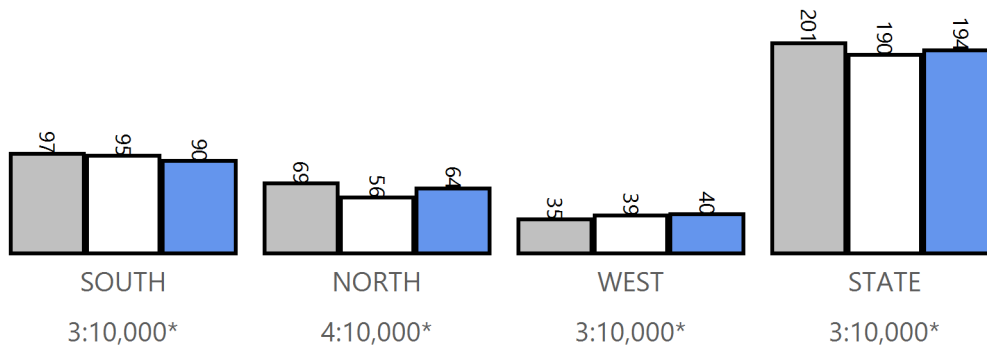 97 95 90 69 56 64 35 39 40 201 190 194
SOUTH NORTH WEST STATE
3:10,000* 4:10,000* 3:10,000* 3:10,000*